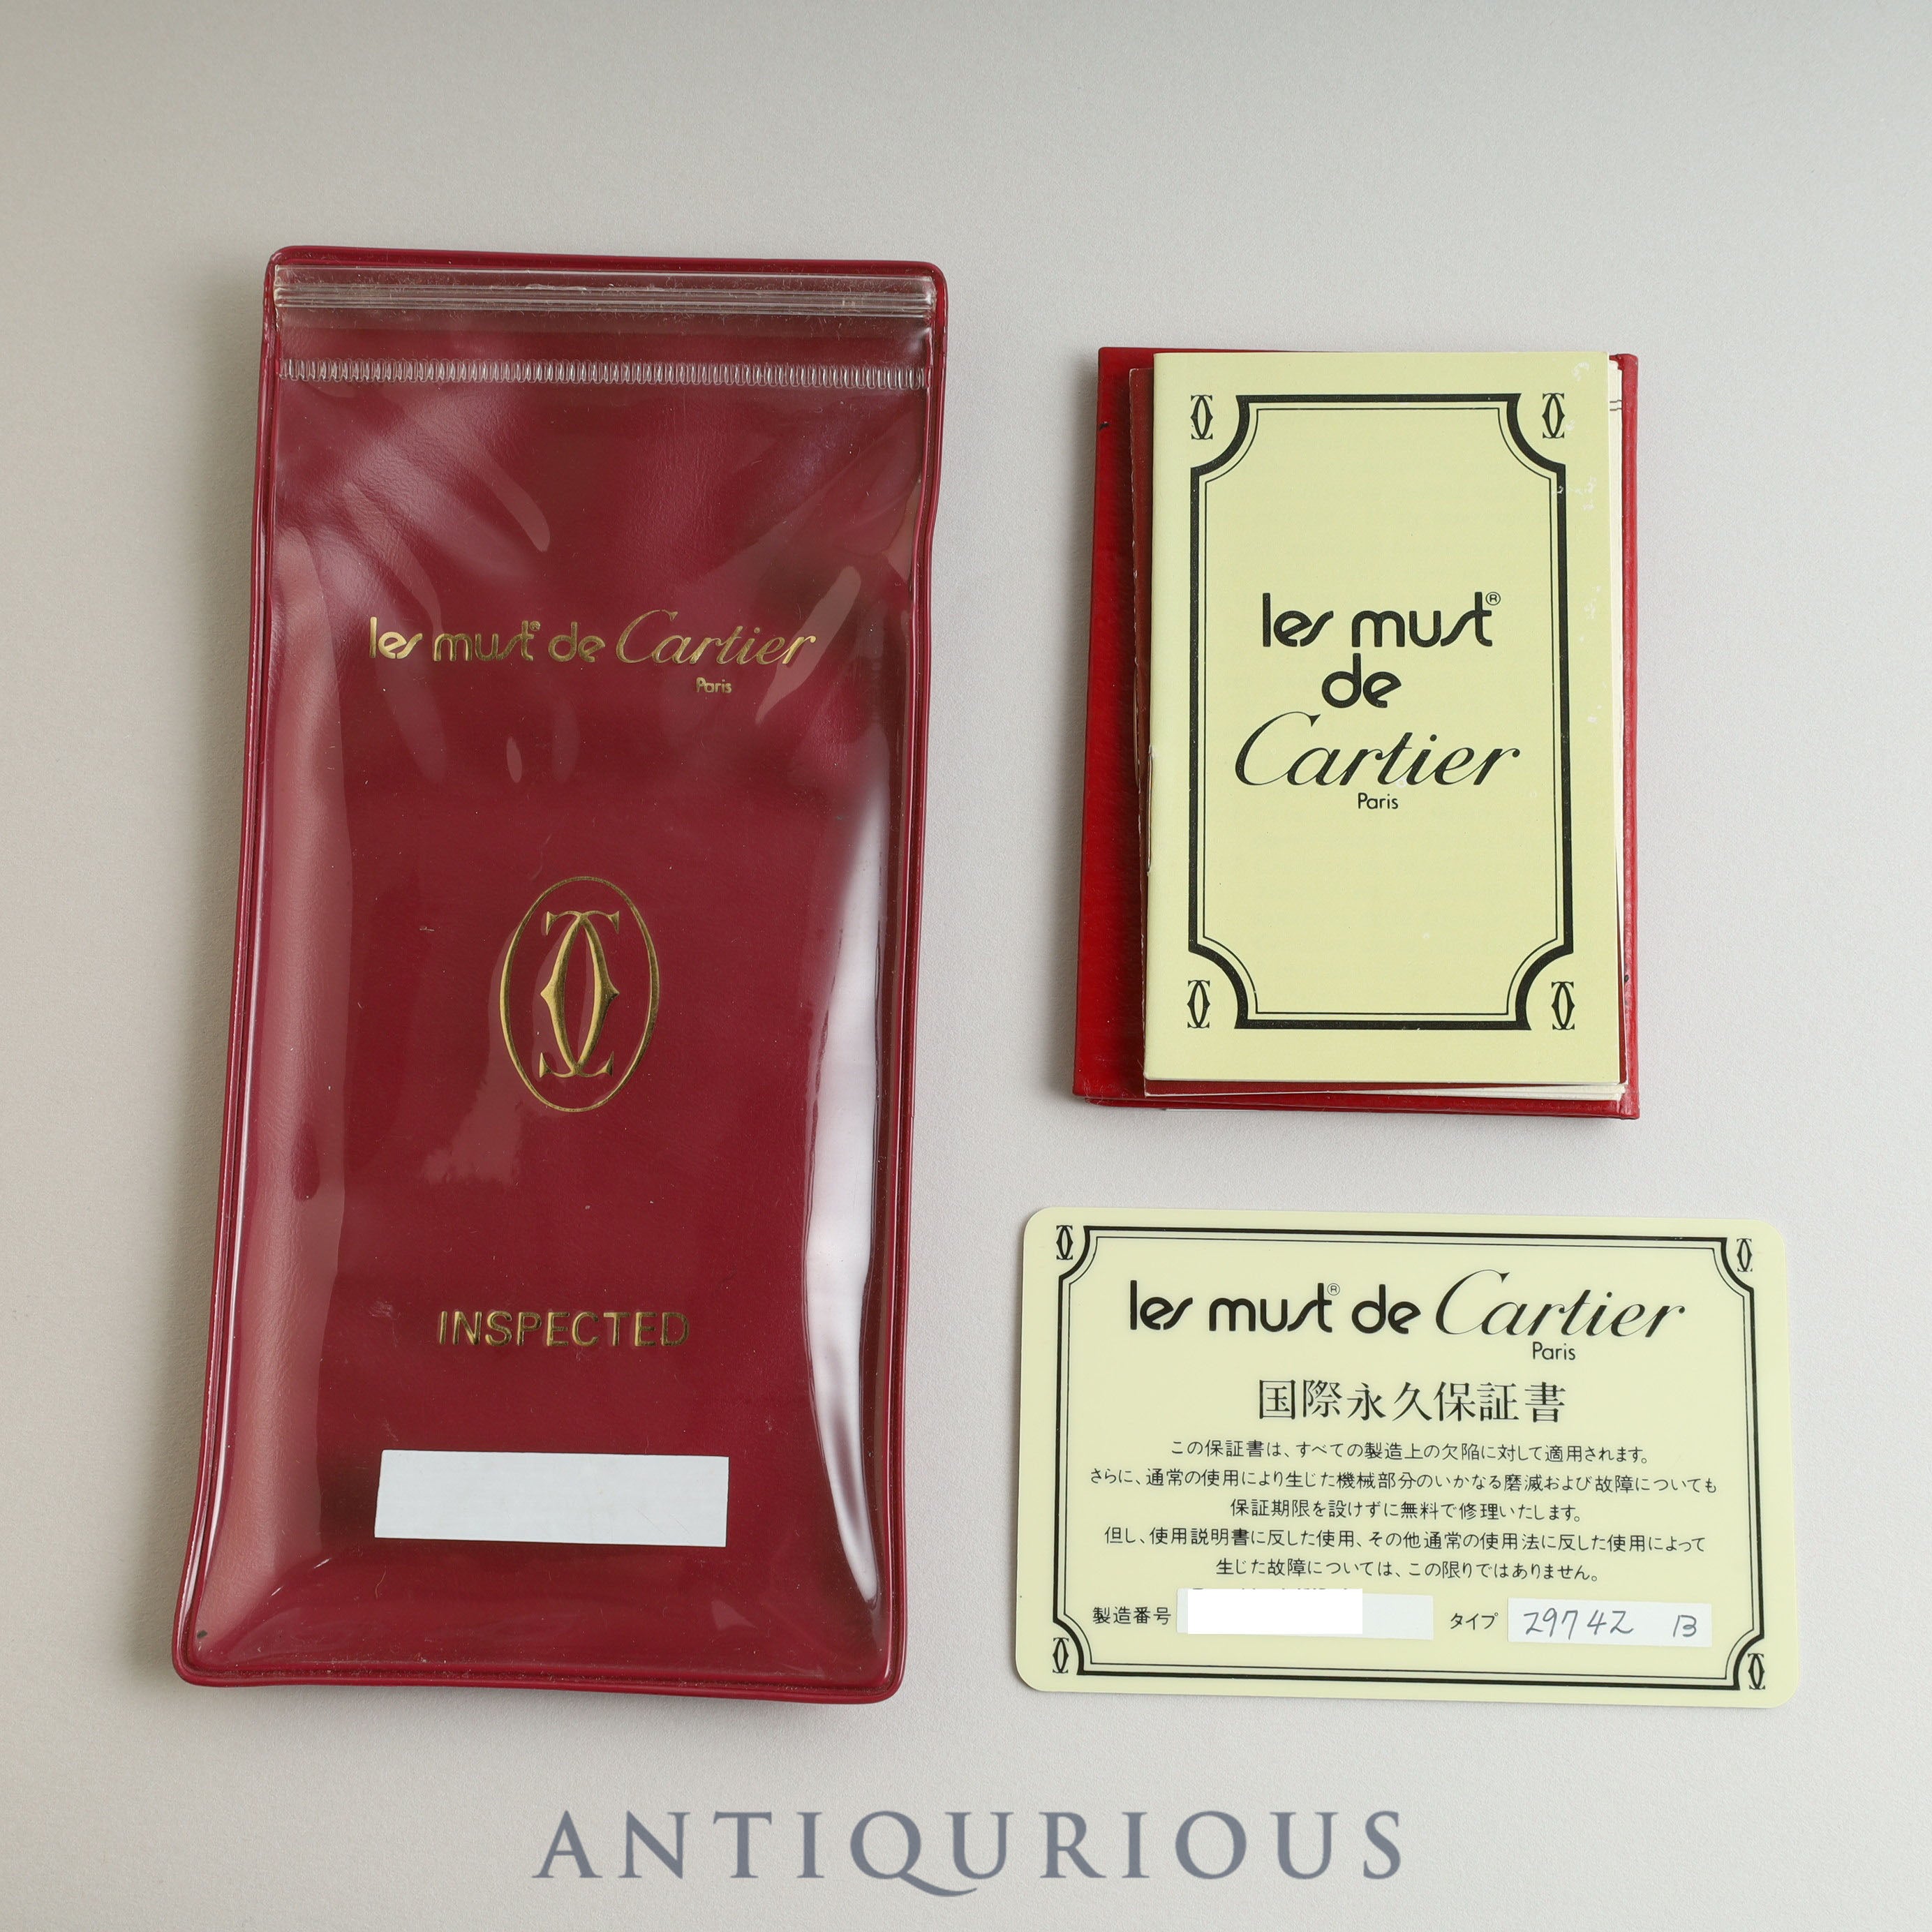 les must® de Cartier
Paris
INSPECTED
les must®
de
Cartier
Paris
les must® de Cartier
Paris
国際永久保証書
この保証書は、すべての製造上の欠陥に対して適用されます。
さらに、通常の使用により生じた機械部分のいかなる磨滅および故障についても
保証期限を設けずに無料で修理いたします。
但し、使用説明書に反した使用、その他通常の使用法に反した使用によって
生じた故障については、この限りではありません。
製造番号 タイプ 29742 B
ANTIQURIOUS